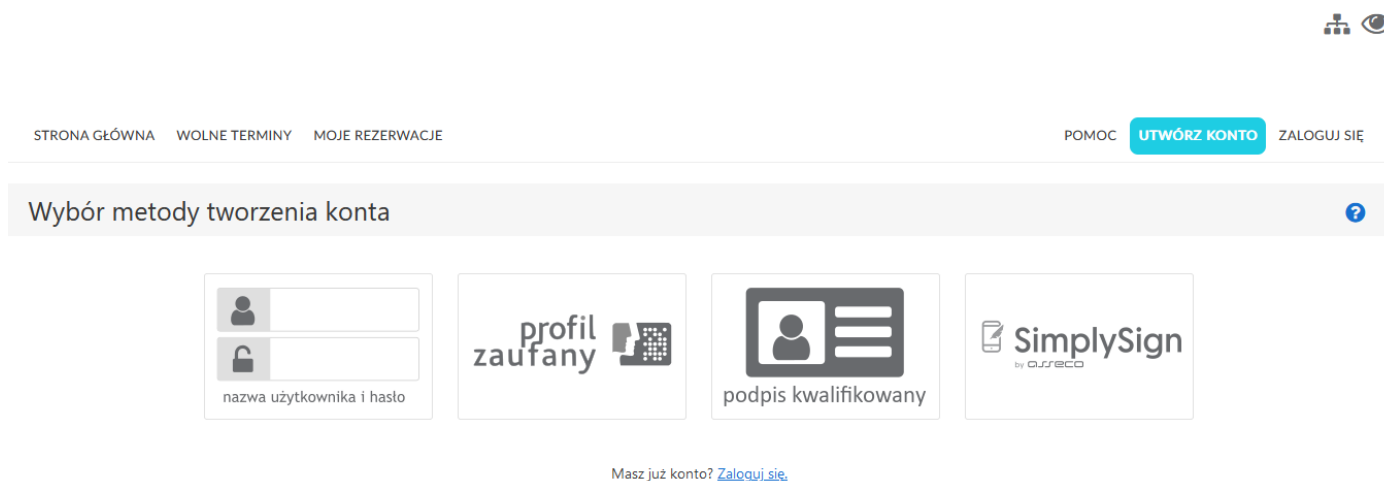 STRONA GŁÓWNA WOLNE TERMINY MOJE REZERWACJE POMOC UTWÓRZ KONTO ZALOGUJ SIĘ
Wybór metody tworzenia konta
nazwa użytkownika i hasło
profil
zaufany
podpis kwalifikowany
SimplySign
by asseco
Masz już konto? Zaloguj się.